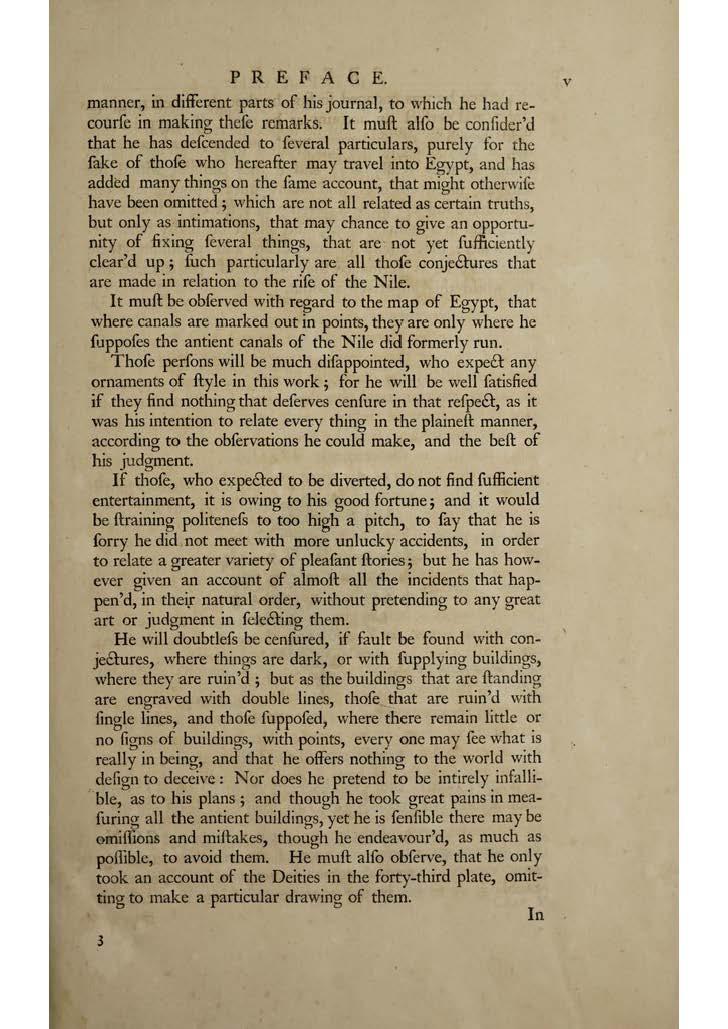 PREFACE. v
manner, in different parts of his journal, to which he had re-
courſe in making theſe remarks. It muſt alſo be conſider'd
that he has deſcended to ſeveral particulars, purely for the
ſake of thoſe who hereafter may travel into Egypt, and has
added many things on the ſame account, that might otherwiſe
have been omitted; which are not all related as certain truths,
but only as intimations, that may chance to give an opportu-
nity of fixing ſeveral things, that are not yet ſufficiently
clear'd up; ſuch particularly are all thoſe conjectures that
are made in relation to the riſe of the Nile.
It muſt be obſerved with regard to the map of Egypt, that
where canals are marked out in points, they are only where he
ſuppoſes the antient canals of the Nile did formerly run.
Thoſe perſons will be much diſappointed, who expect any
ornaments of ſtyle in this work; for he will be well ſatisfied
if they find nothing that deſerves cenſure in that reſpect, as it
was his intention to relate every thing in the plaineſt manner,
according to the obſervations he could make, and the beſt of
his judgment.
If thoſe, who expected to be diverted, do not find ſufficient
entertainment, it is owing to his good fortune; and it would
be ſtraining politeneſs to too high a pitch, to ſay that he is
ſorry he did not meet with more unlucky accidents, in order
to relate a greater variety of pleaſant ſtories; but he has how-
ever given an account of almoſt all the incidents that hap-
pen'd, in their natural order, without pretending to any great
art or judgment in ſelecting them.
He will doubtleſs be cenſured, if fault be found with con-
jectures, where things are dark, or with ſupplying buildings,
where they are ruin'd; but as the buildings that are ſtanding
are engraved with double lines, thoſe that are ruin'd with
ſingle lines, and thoſe ſuppoſed, where there remain little or
no ſigns of buildings, with points, every one may ſee what is
really in being, and that he offers nothing to the world with
deſign to deceive: Nor does he pretend to be intirely infalli-
ble, as to his plans; and though he took great pains in mea-
ſuring all the antient buildings, yet he is ſenſible there may be
omiſſions and miſtakes, though he endeavour'd, as much as
poſſible, to avoid them. He muſt alſo obſerve, that he only
took an account of the Deities in the forty-third plate, omit-
ting to make a particular drawing of them.
In
3